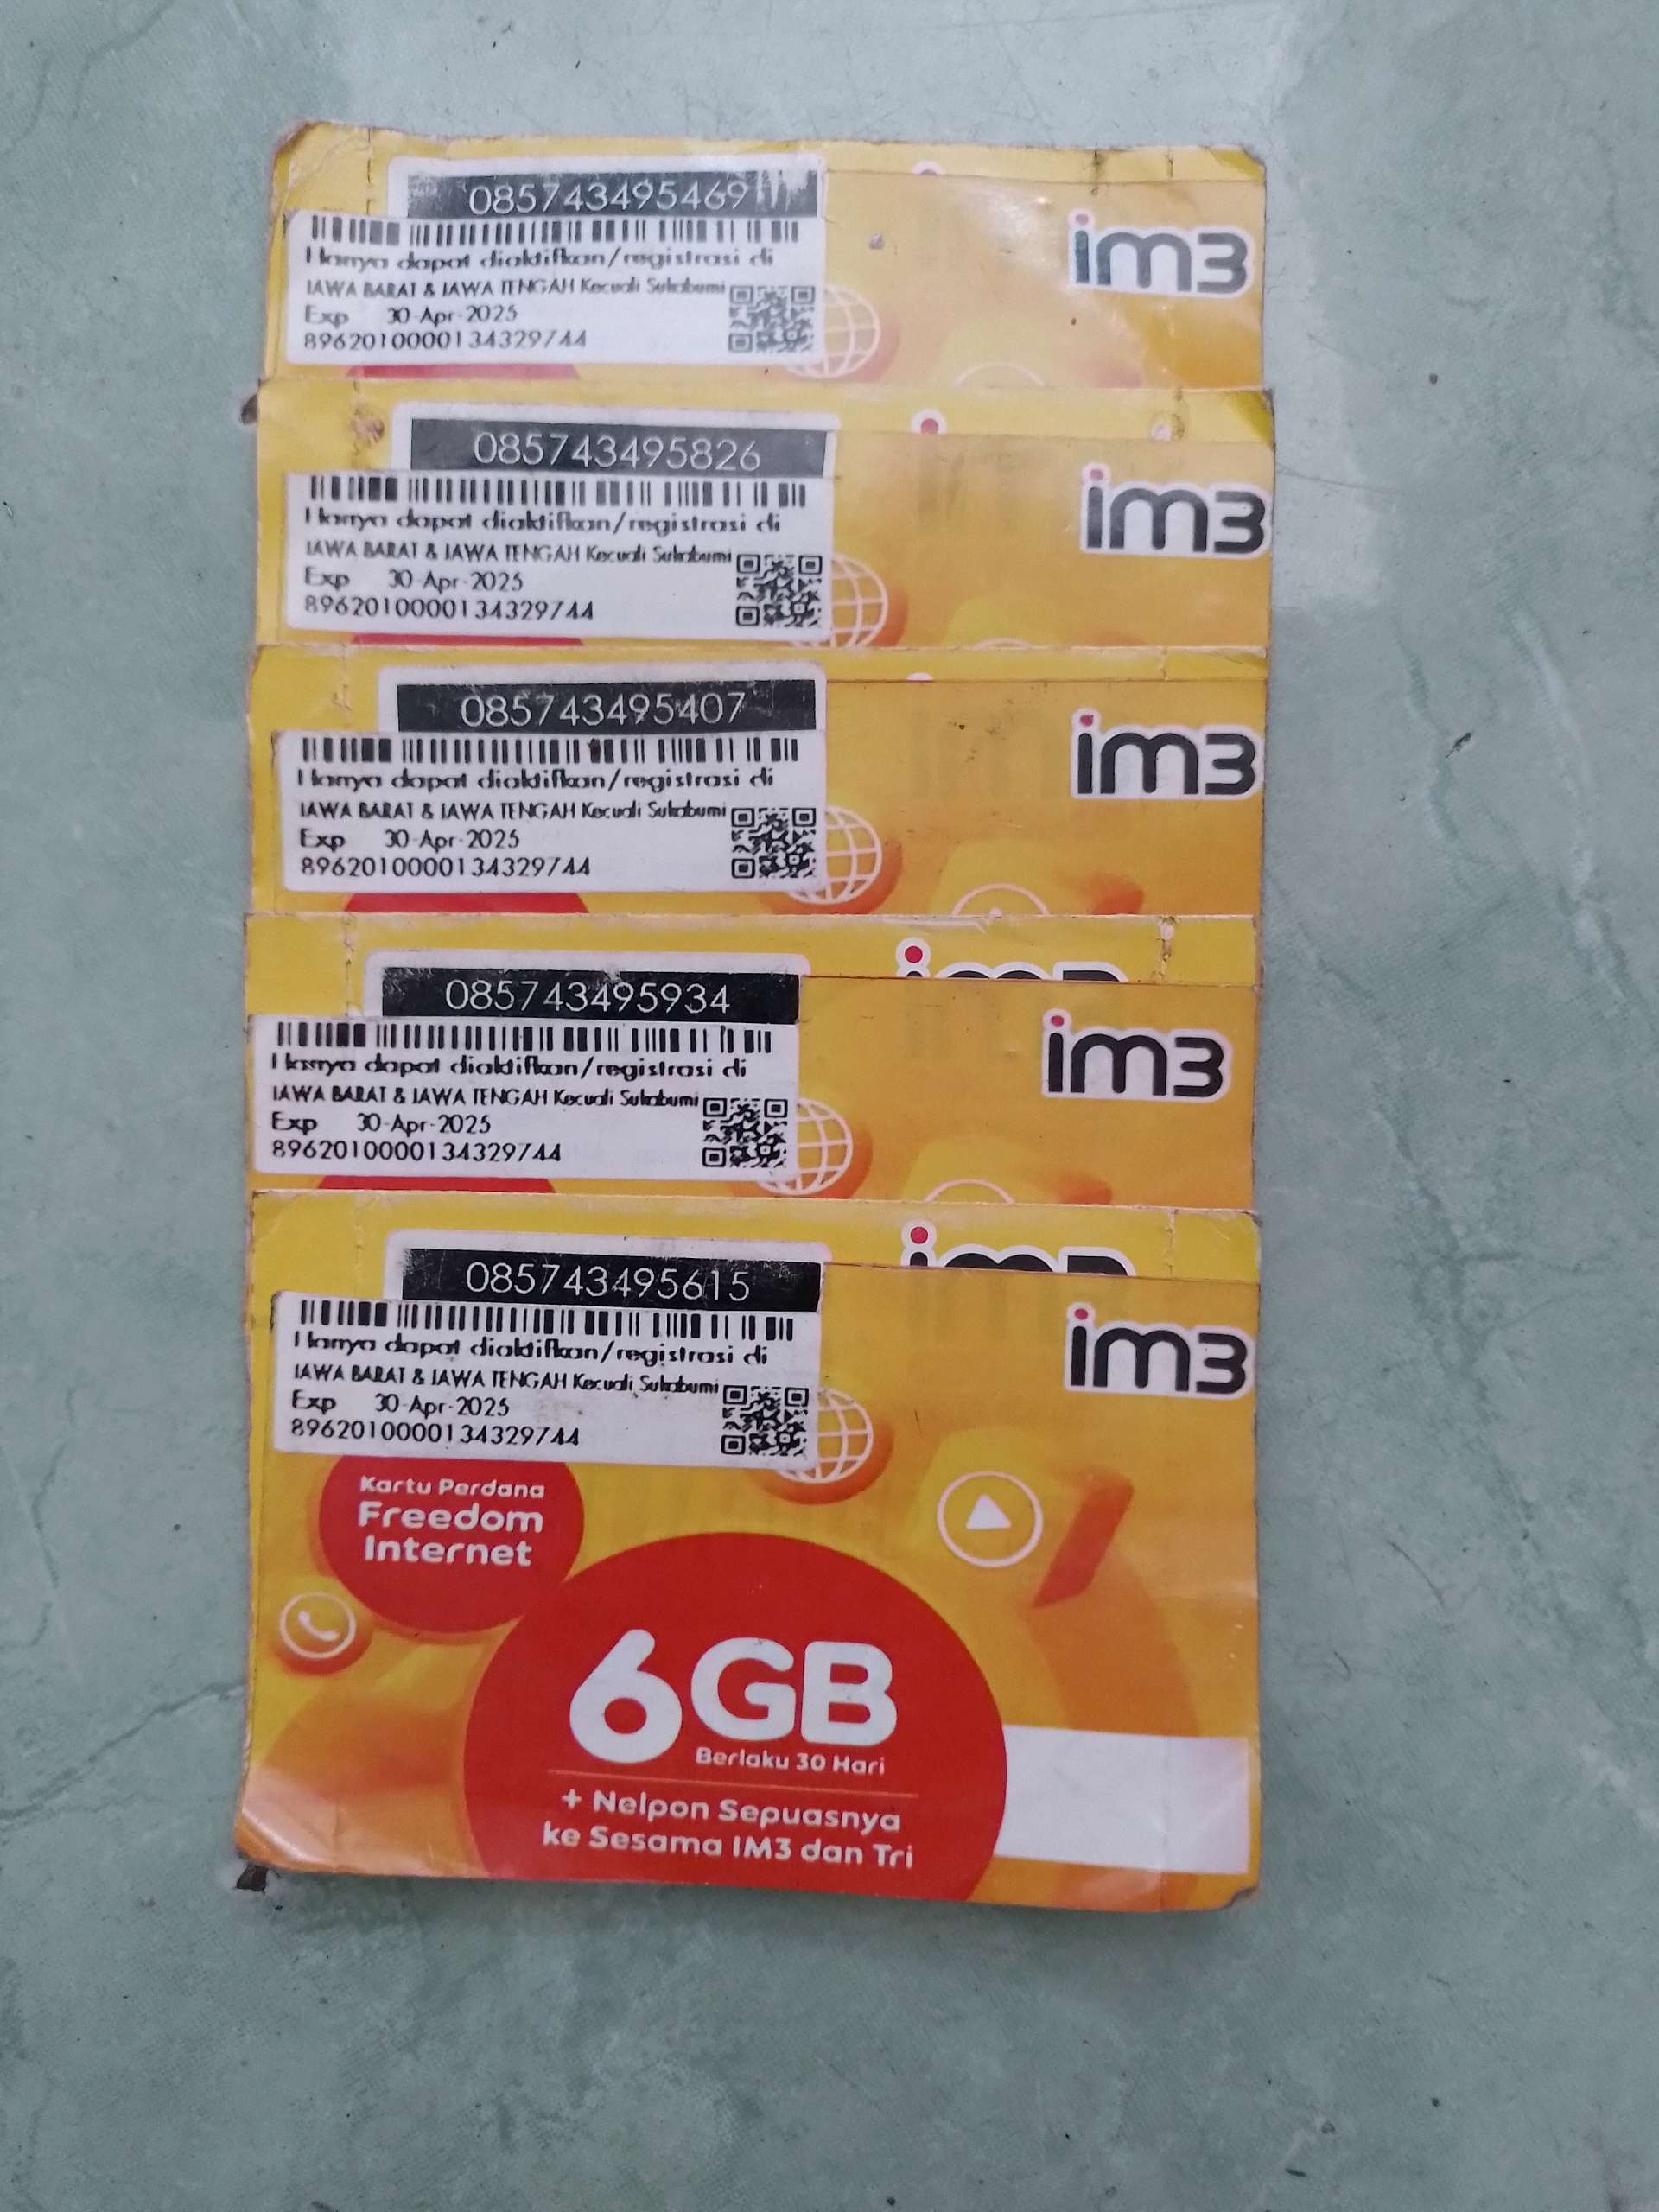 085743495469
Hanya dapat diaktifkan/registrasi di
JAWA BARAT & JAWA TENGAH Kecuali Sukabumi
Exp 30-Apr-2025
8962010000134329744
im3
085743495826
Hanya dapat diaktifkan/registrasi di
JAWA BARAT & JAWA TENGAH Kecuali Sukabumi
Exp 30-Apr-2025
8962010000134329744
im3
085743495407
Hanya dapat diaktifkan/registrasi di
JAWA BARAT & JAWA TENGAH Kecuali Sukabumi
Exp 30-Apr-2025
8962010000134329744
im3
im3
085743495934
Hanya dapat diaktifkan/registrasi di
JAWA BARAT & JAWA TENGAH Kecuali Sukabumi
Exp 30-Apr-2025
8962010000134329744
im3
im3
085743495615
Hanya dapat diaktifkan/registrasi di
JAWA BARAT & JAWA TENGAH Kecuali Sukabumi
Exp 30-Apr-2025
8962010000134329744
im3
Kartu Perdana
Freedom
Internet
6GB
Berlaku 30 Hari
+ Nelpon Sepuasnya
ke Sesama IM3 dan Tri